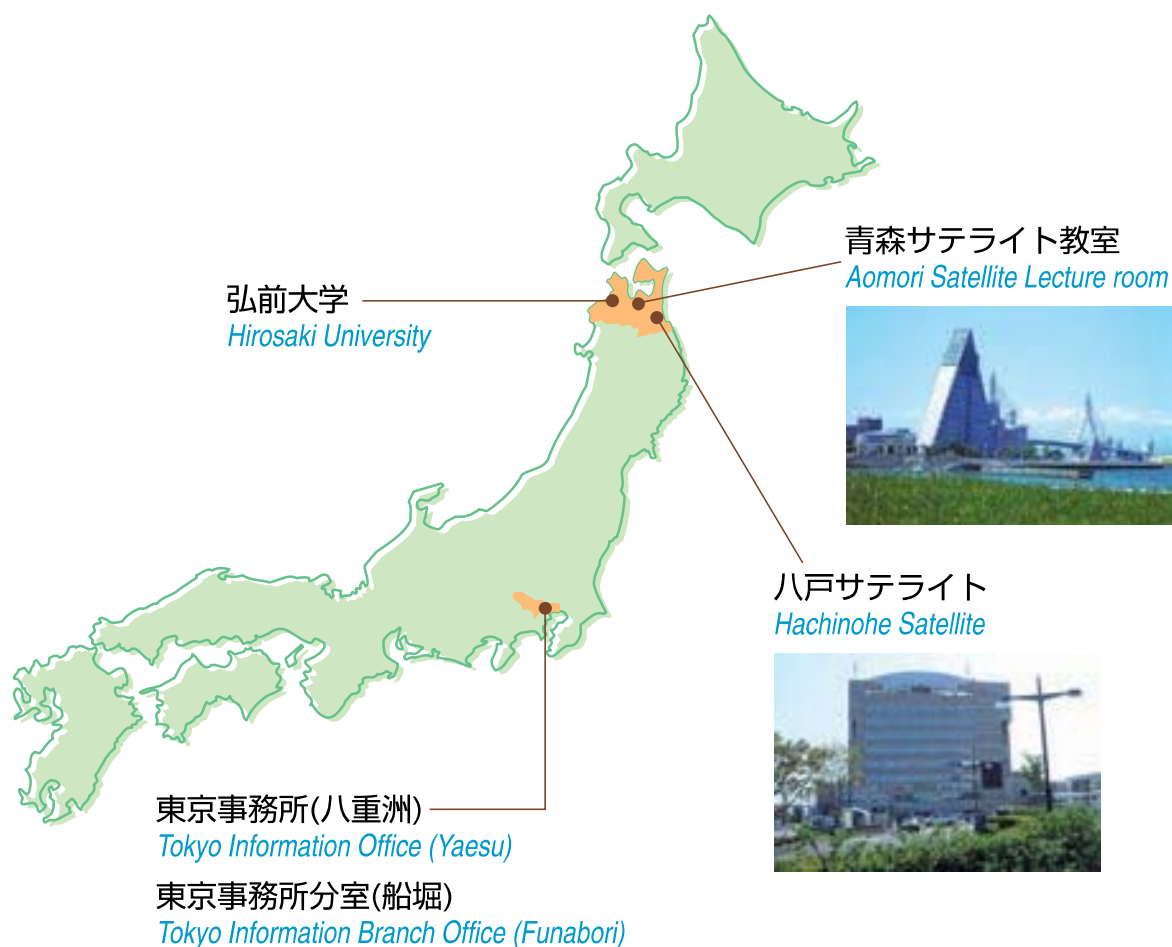 青森サテライト教室
Aomori Satellite Lecture room
弘前大学
Hirosaki University
八戸サテライト
Hachinohe Satellite
東京事務所(八重洲)
Tokyo Information Office (Yaesu)
東京事務所分室(船堀)
Tokyo Information Branch Office (Funabori)